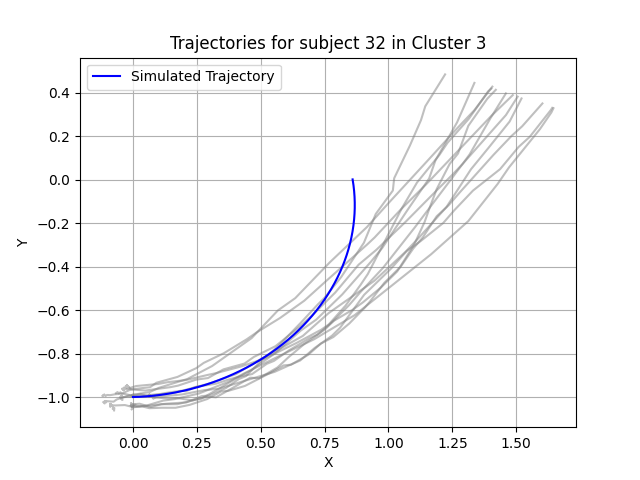 Trajectories for subject 32 in Cluster 3
Simulated Trajectory
0.4
0.2
0.0
−0.2
−0.4
−0.6
−0.8
−1.0
Y
0.00 0.25 0.50 0.75 1.00 1.25 1.50
X